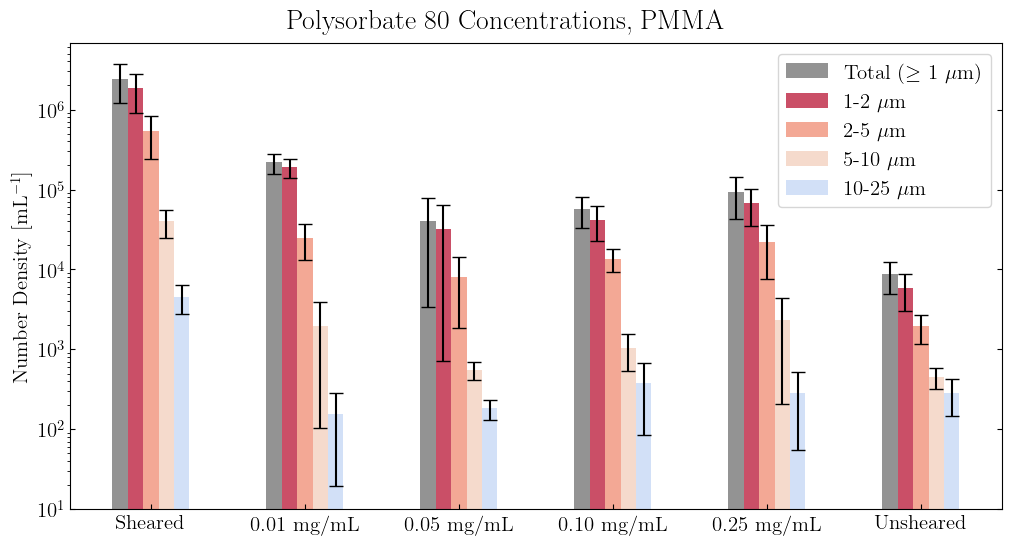 Polysorbate 80 Concentrations, PMMA
Number Density [mL⁻¹]
10⁶
10⁵
10⁴
10³
10²
10¹
Total (≥ 1 μm)
1-2 μm
2-5 μm
5-10 μm
10-25 μm
Sheared 0.01 mg/mL 0.05 mg/mL 0.10 mg/mL 0.25 mg/mL Unsheared